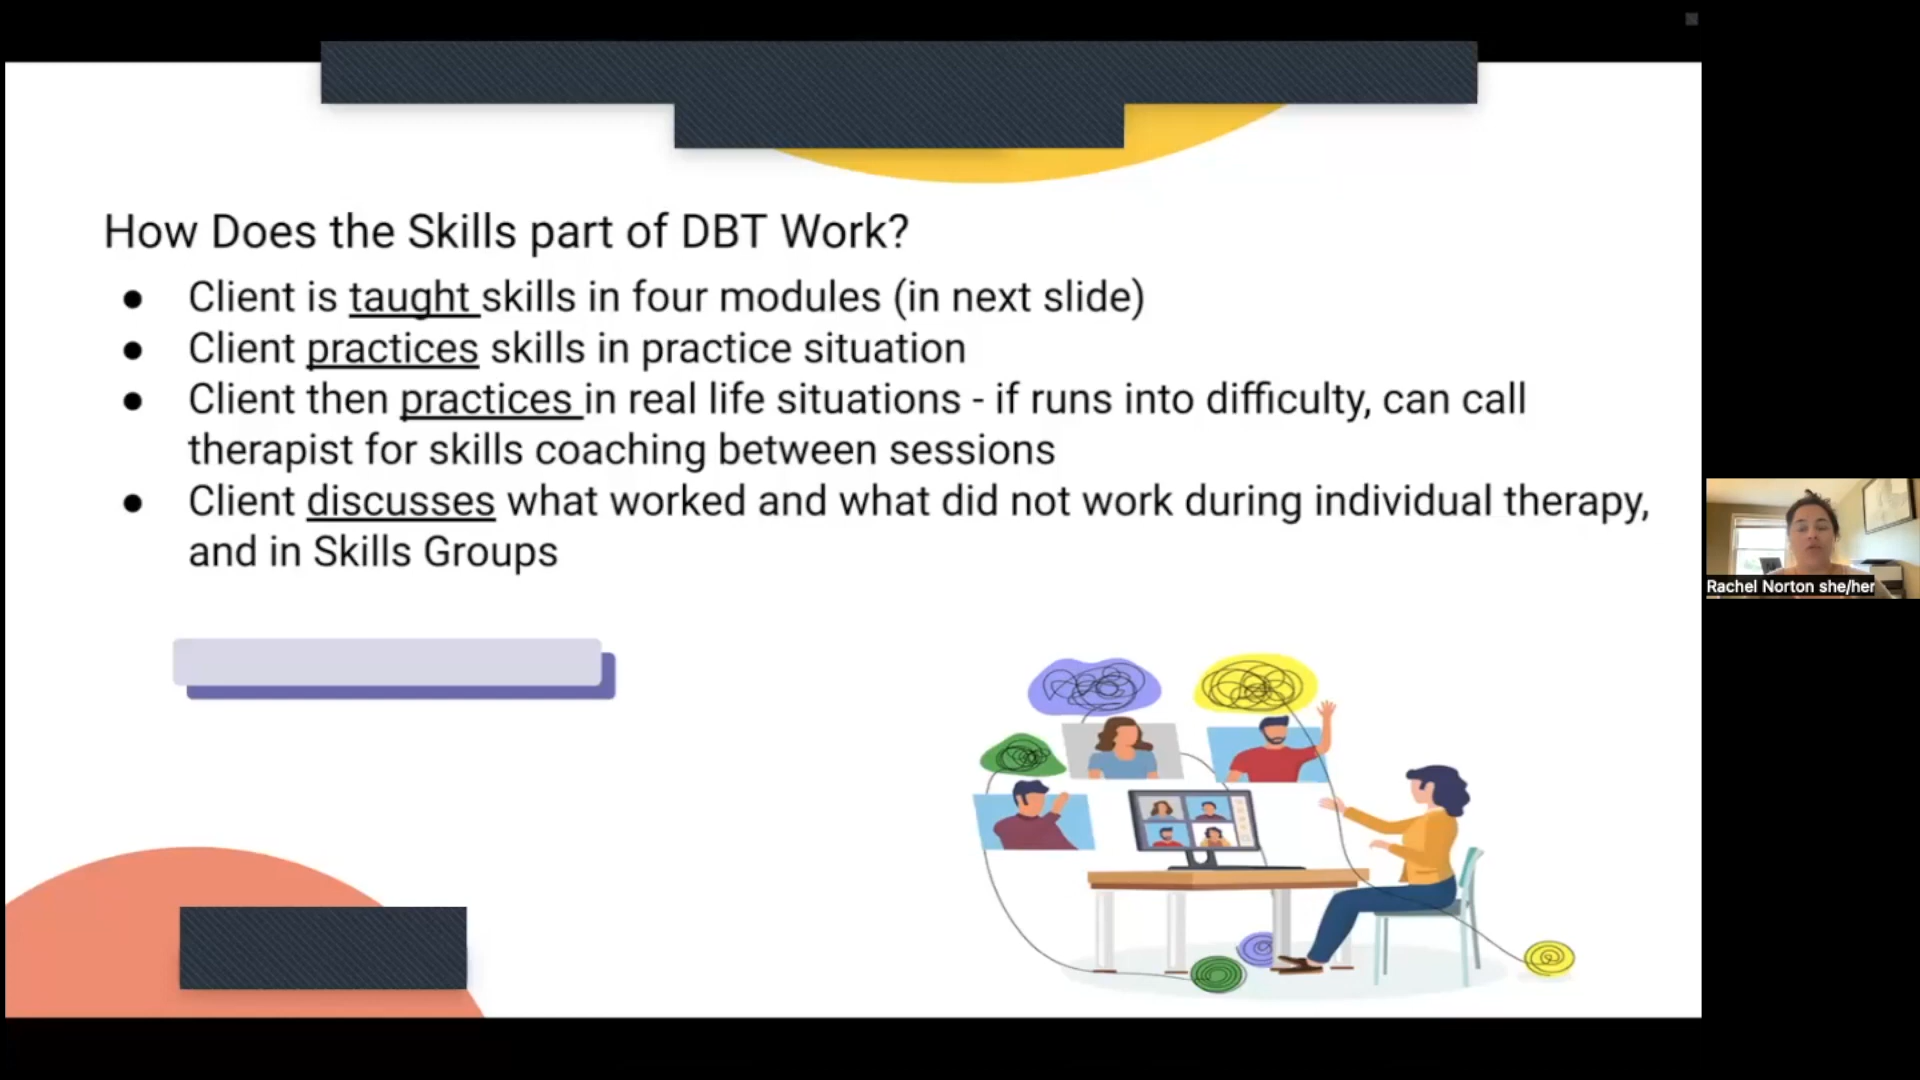 How Does the Skills part of DBT Work?
● Client is taught skills in four modules (in next slide)
● Client practices skills in practice situation
● Client then practices in real life situations - if runs into difficulty, can call
therapist for skills coaching between sessions
● Client discusses what worked and what did not work during individual therapy,
and in Skills Groups
Rachel Norton she/her